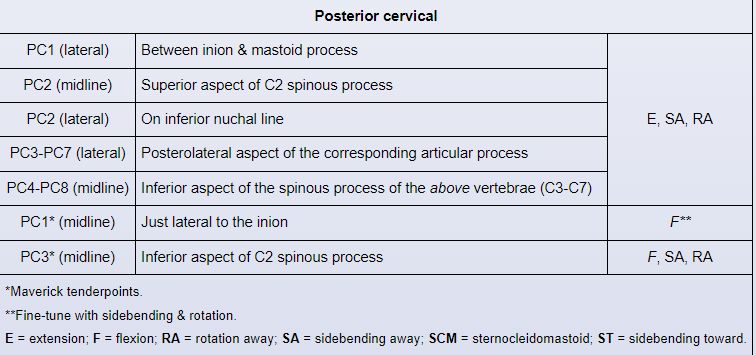 Posterior cervical
PC1 (lateral) Between inion & mastoid process
PC2 (midline) Superior aspect of C2 spinous process
PC2 (lateral) On inferior nuchal line
E, SA, RA
PC3-PC7 (lateral) Posterolateral aspect of the corresponding articular process
PC4-PC8 (midline) Inferior aspect of the spinous process of the above vertebrae (C3-C7)
PC1* (midline) Just lateral to the inion F**
PC3* (midline) Inferior aspect of C2 spinous process F, SA, RA
*Maverick tenderpoints.
**Fine-tune with sidebending & rotation.
E = extension; F = flexion; RA = rotation away; SA = sidebending away; SCM = sternocleidomastoid; ST = sidebending toward.